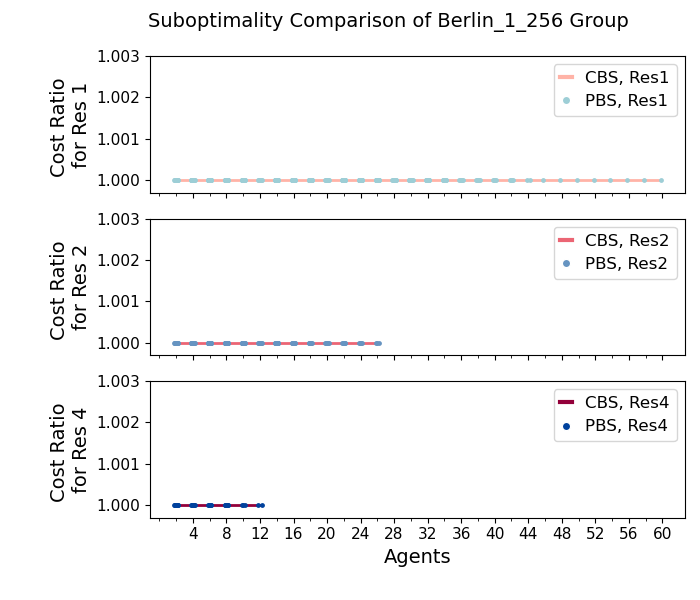 Suboptimality Comparison of Berlin_1_256 Group
Cost Ratio
for Res 1
1.003
1.002
1.001
1.000
CBS, Res1
PBS, Res1
Cost Ratio
for Res 2
1.003
1.002
1.001
1.000
CBS, Res2
PBS, Res2
Cost Ratio
for Res 4
1.003
1.002
1.001
1.000
CBS, Res4
PBS, Res4
4 8 12 16 20 24 28 32 36 40 44 48 52 56 60
Agents